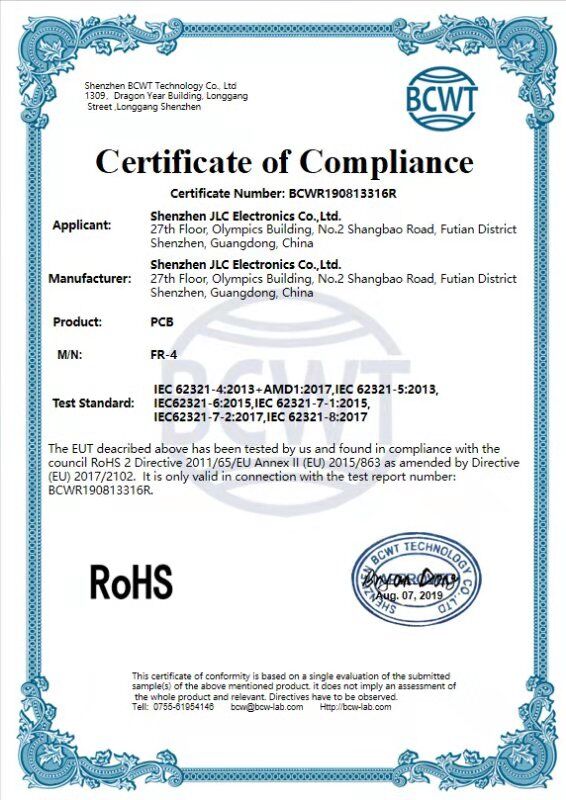 Shenzhen BCWT Technology Co., Ltd
1309, Dragon Year Building, Longgang
Street ,Longgang Shenzhen
BCWT
Certificate of Compliance
Certificate Number: BCWR190813316R
Applicant:
Shenzhen JLC Electronics Co.,Ltd.
27th Floor, Olympics Building, No.2 Shangbao Road, Futian District
Shenzhen, Guangdong, China
Manufacturer:
Shenzhen JLC Electronics Co.,Ltd.
27th Floor, Olympics Building, No.2 Shangbao Road, Futian District
Shenzhen, Guangdong, China
Product: PCB
M/N: FR-4
Test Standard:
IEC 62321-4:2013+AMD1:2017,IEC 62321-5:2013,
IEC62321-6:2015,IEC 62321-7-1:2015,
IEC62321-7-2:2017,IEC 62321-8:2017
BCWT
The EUT deacribed above has been tested by us and found in compliance with the
council RoHS 2 Directive 2011/65/EU Annex II (EU) 2015/863 as amended by Directive
(EU) 2017/2102. It is only valid in connection with the test report number:
BCWR190813316R.
RoHS
SHENZHEN BCWT TECHNOLOGY CO.,LTD
Aug. 07, 2019
This certificate of conformity is based on a single evaluation of the submitted
sample(s) of the above mentioned product. it does not imply an assessment of
the whole product and relevant. Directives have to be observed.
Tell: 0755-61954146 bcw@bcw-lab.com Http://bcw-lab.com